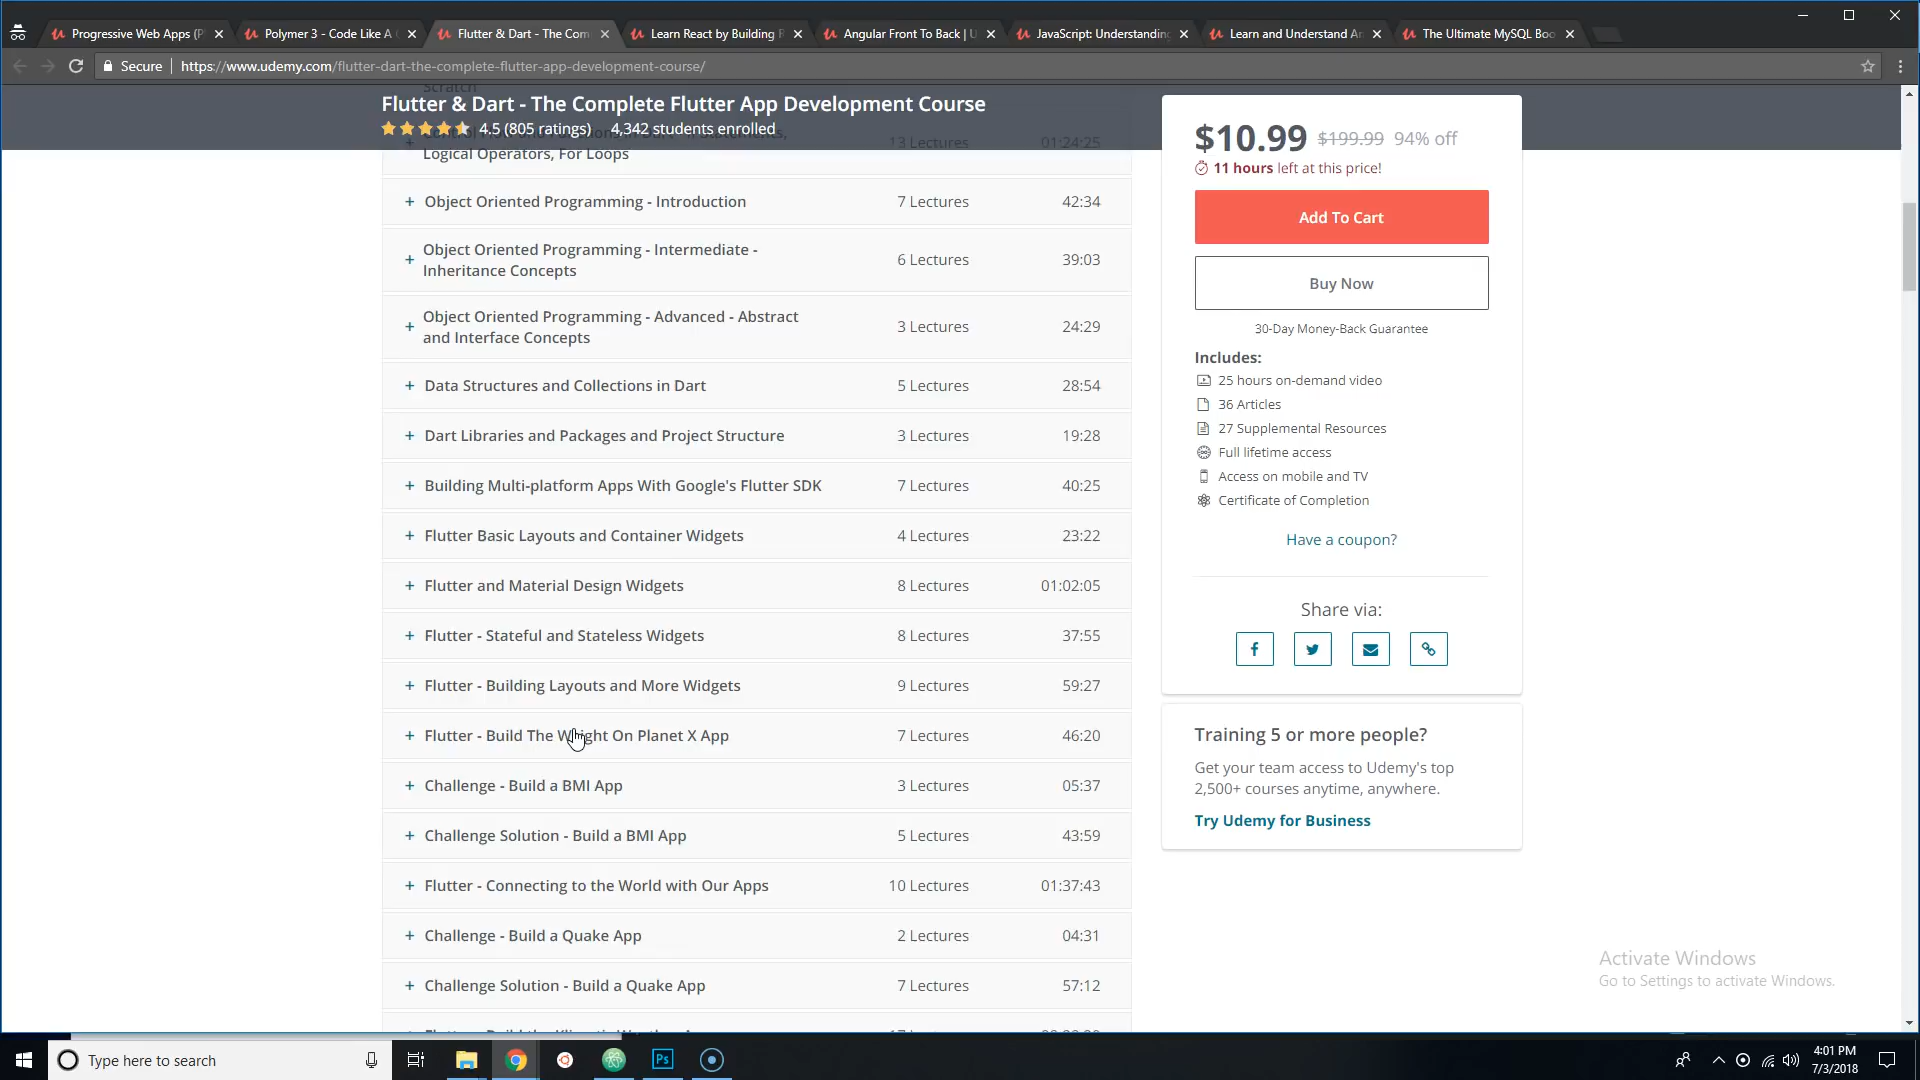 Progressive Web Apps (P
Polymer 3 - Code Like A
Flutter & Dart - The Com
Learn React by Building
Angular Front To Back | U
JavaScript: Understanding
Learn and Understand
The Ultimate MySQL Boo
Secure
https://www.udemy.com/flutter-dart-the-complete-flutter-app-development-course/
Scratch
Flutter & Dart - The Complete Flutter App Development Course
4.5 (805 ratings) 4,342 students enrolled
13 Lectures 01:24:25
Logical Operators, For Loops
+ Object Oriented Programming - Introduction 7 Lectures 42:34
+ Object Oriented Programming - Intermediate -
Inheritance Concepts 6 Lectures 39:03
+ Object Oriented Programming - Advanced - Abstract
and Interface Concepts 3 Lectures 24:29
+ Data Structures and Collections in Dart 5 Lectures 28:54
+ Dart Libraries and Packages and Project Structure 3 Lectures 19:28
+ Building Multi-platform Apps With Google's Flutter SDK 7 Lectures 40:25
+ Flutter Basic Layouts and Container Widgets 4 Lectures 23:22
+ Flutter and Material Design Widgets 8 Lectures 01:02:05
+ Flutter - Stateful and Stateless Widgets 8 Lectures 37:55
+ Flutter - Building Layouts and More Widgets 9 Lectures 59:27
+ Flutter - Build The Weight On Planet X App 7 Lectures 46:20
+ Challenge - Build a BMI App 3 Lectures 05:37
+ Challenge Solution - Build a BMI App 5 Lectures 43:59
+ Flutter - Connecting to the World with Our Apps 10 Lectures 01:37:43
+ Challenge - Build a Quake App 2 Lectures 04:31
+ Challenge Solution - Build a Quake App 7 Lectures 57:12
$10.99 $199.99 94% off
11 hours left at this price!
Add To Cart
Buy Now
30-Day Money-Back Guarantee
Includes:
25 hours on-demand video
36 Articles
27 Supplemental Resources
Full lifetime access
Access on mobile and TV
Certificate of Completion
Have a coupon?
Share via:
Training 5 or more people?
Get your team access to Udemy's top
2,500+ courses anytime, anywhere.
Try Udemy for Business
Activate Windows
Go to Settings to activate Windows.
Type here to search
Ps
4:01 PM
7/3/2018